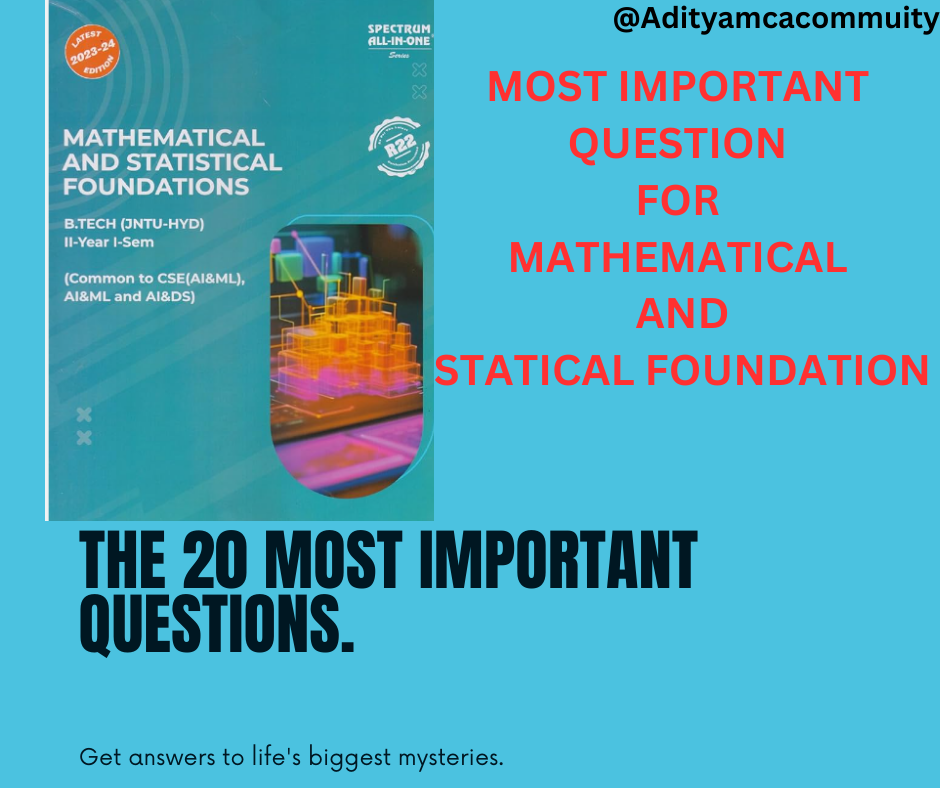 @Adityamcacommuity
LATEST
2023-24
EDITION
SPECTRUM
ALL-IN-ONE
Series
MATHEMATICAL
AND STATISTICAL
FOUNDATIONS
R22
B.TECH (JNTU-HYD)
II-Year I-Sem
(Common to CSE(AI&ML),
AI&ML and AI&DS)
MOST IMPORTANT
QUESTION
FOR
MATHEMATICAL
AND
STATICAL FOUNDATION
THE 20 MOST IMPORTANT
QUESTIONS.
Get answers to life's biggest mysteries.